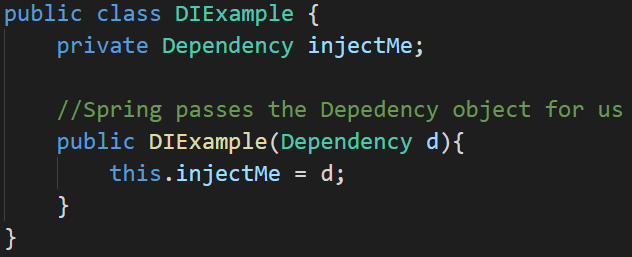 public class DIExample {
    private Dependency injectMe;

    //Spring passes the Depedency object for us
    public DIExample(Dependency d){
        this.injectMe = d;
    }
}